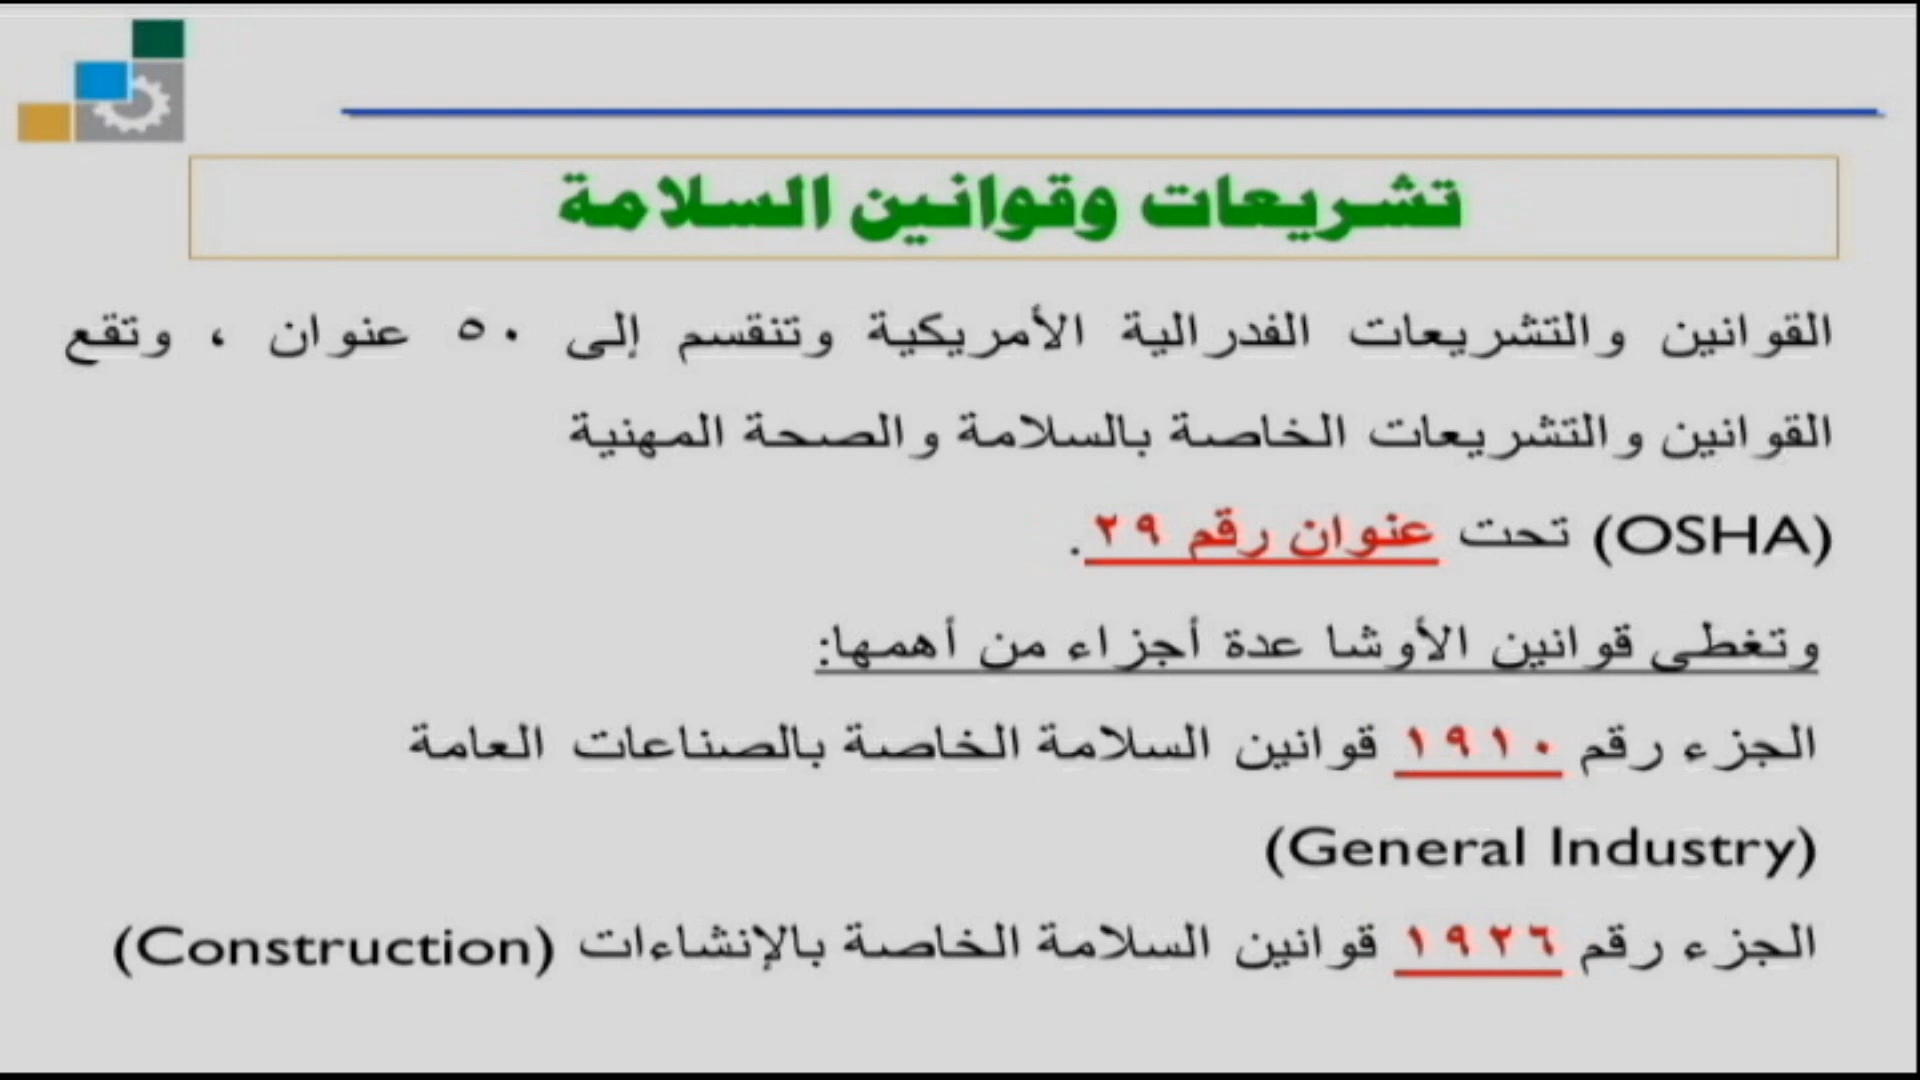 تشريعات وقوانين السلامة
القوانين والتشريعات الفدرالية الأمريكية وتنقسم إلى ٥٠ عنوان ، وتقع
القوانين والتشريعات الخاصة بالسلامة والصحة المهنية
(OSHA) تحت عنوان رقم ٢٩.
وتغطي قوانين الأوشا عدة أجزاء من أهمها:
الجزء رقم ١٩١٠ قوانين السلامة الخاصة بالصناعات العامة
(General Industry)
الجزء رقم ١٩٢٦ قوانين السلامة الخاصة بالإنشاءات (Construction)